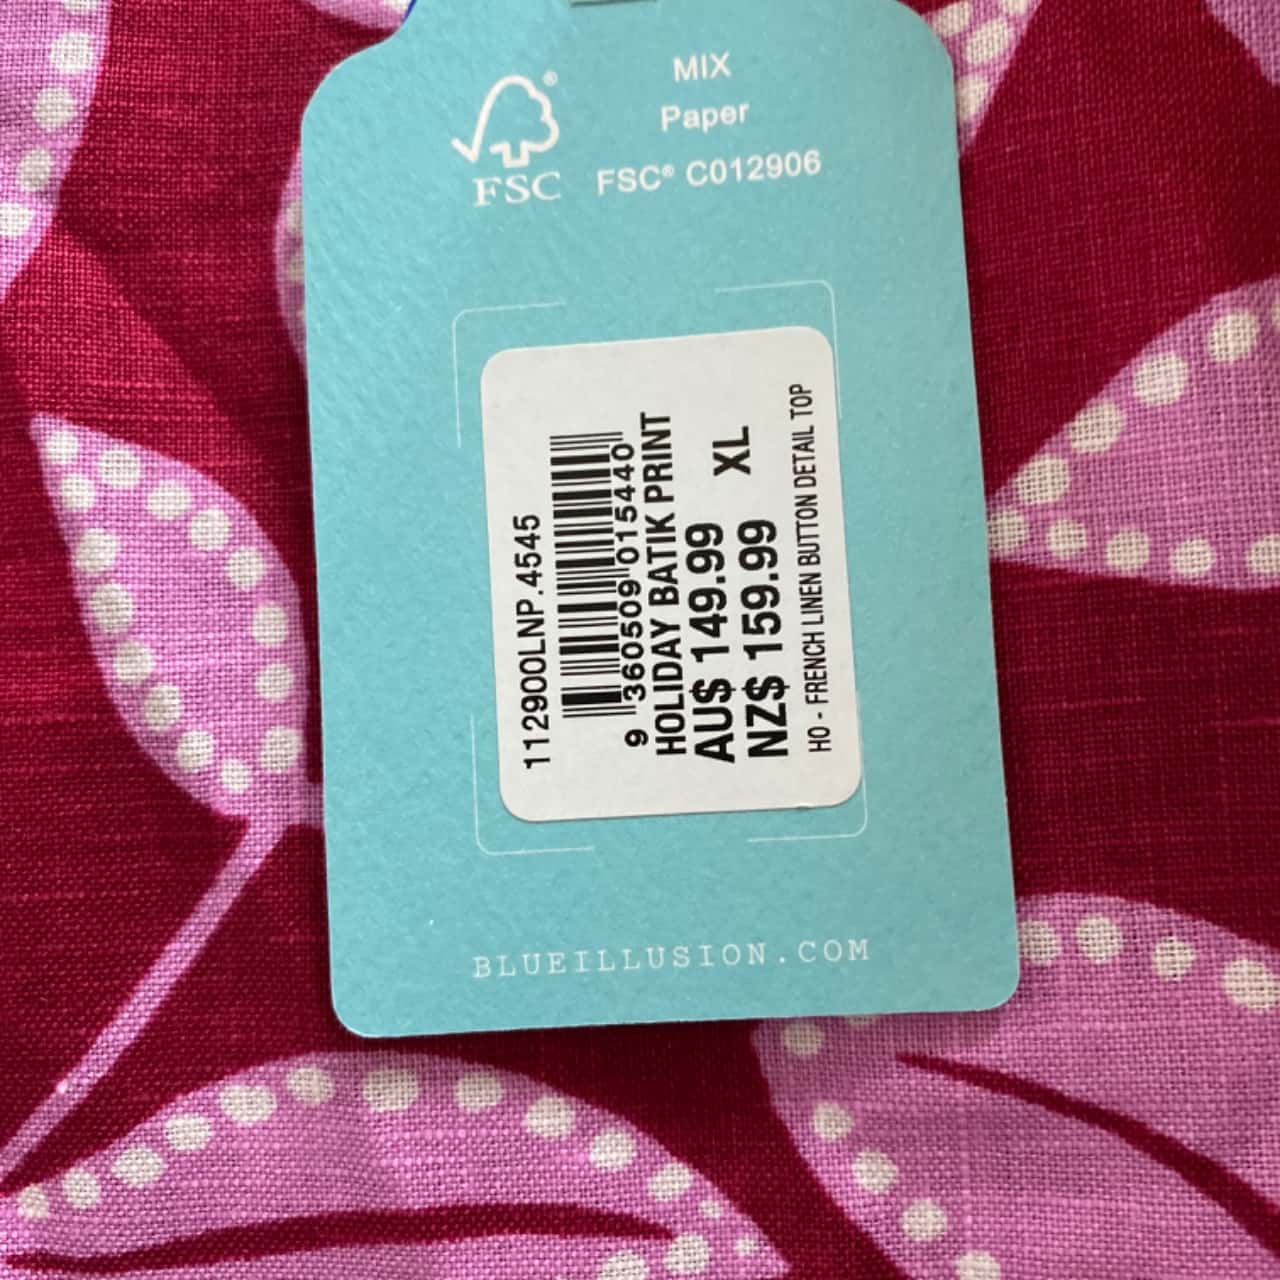 MIX
Paper
FSC® C012906
®
FSC
112900LNP.4545
9 360509 015440
HOLIDAY BATIK PRINT
AU$ 149.99 XL
NZ$ 159.99
HO - FRENCH LINEN BUTTON DETAIL TOP
BLUEILLUSION.COM